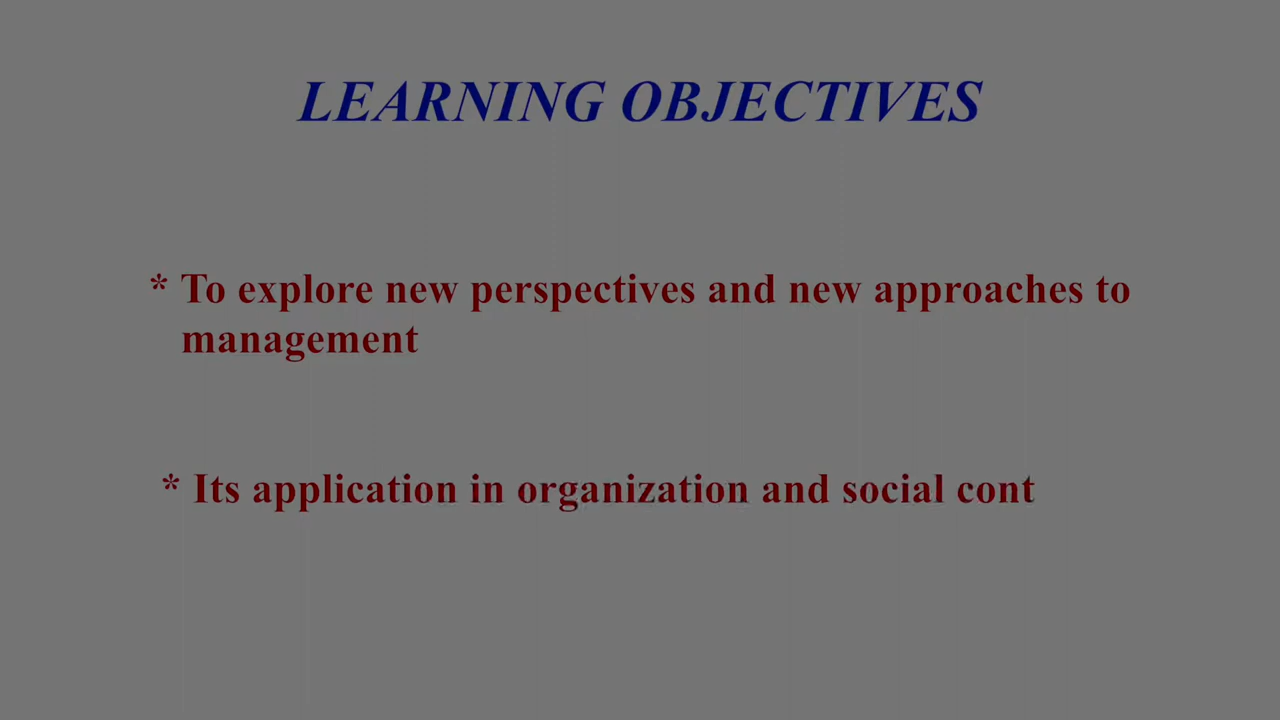 LEARNING OBJECTIVES
* To explore new perspectives and new approaches to
management
* Its application in organization and social cont